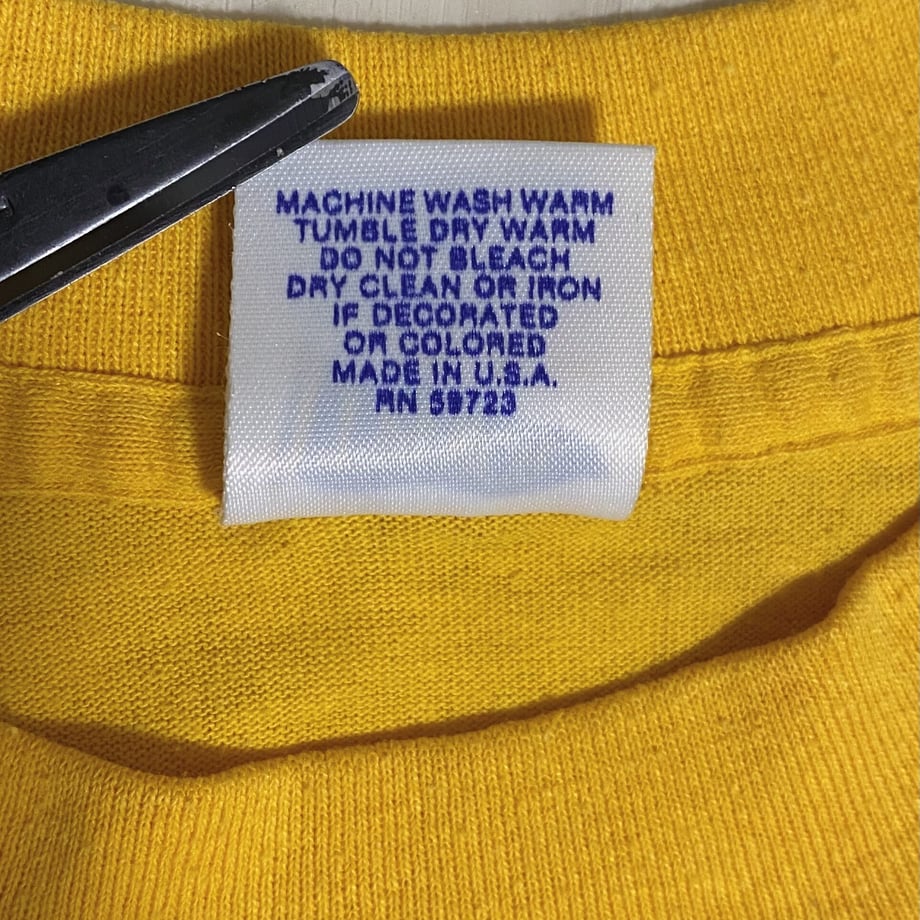 MACHINE WASH WARM
TUMBLE DRY WARM
DO NOT BLEACH
DRY CLEAN OR IRON
IF DECORATED
OR COLORED
MADE IN U.S.A.
RN 59723